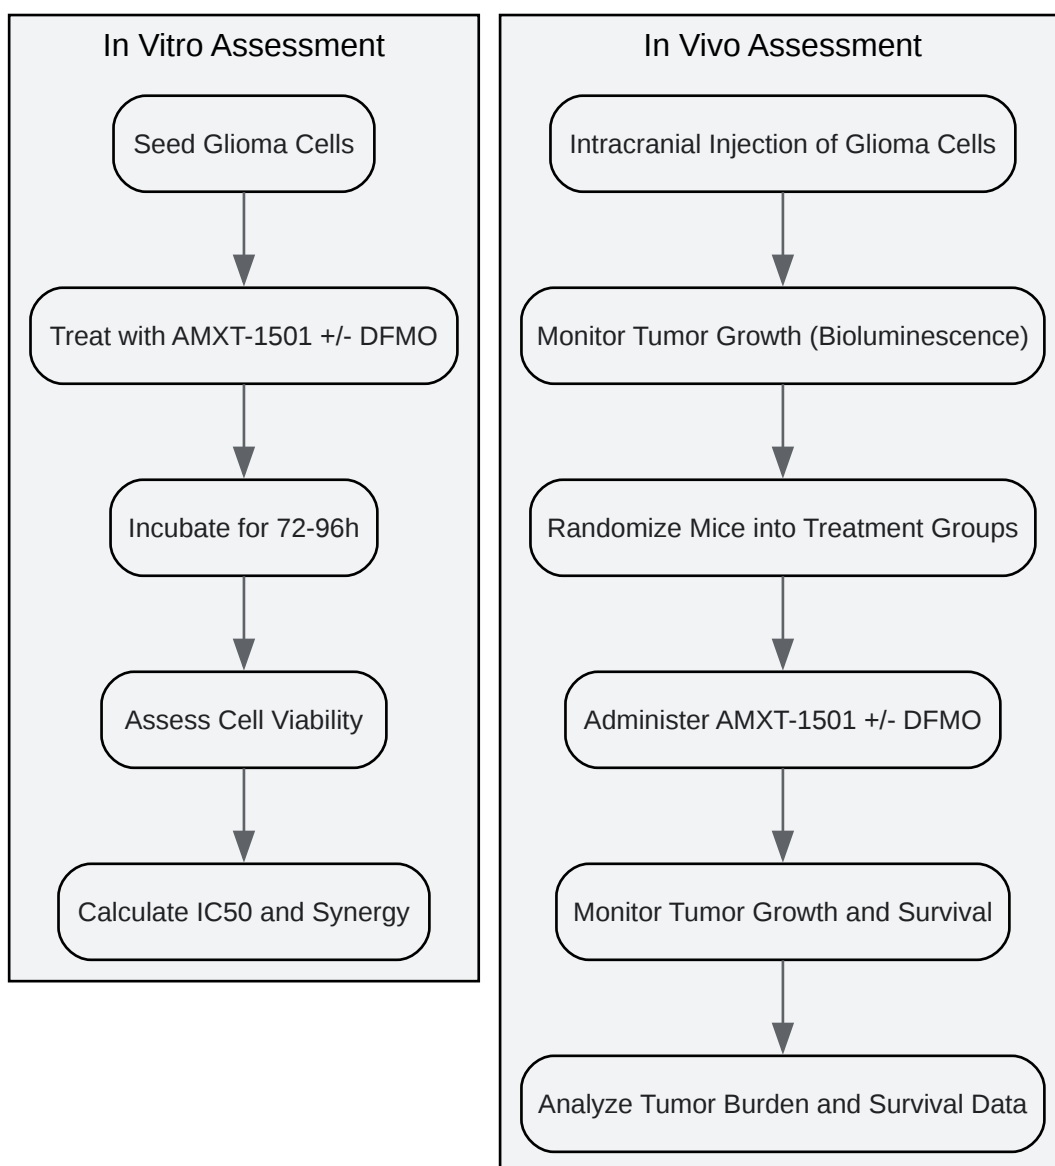 In Vitro Assessment
Seed Glioma Cells
Treat with AMXT-1501 +/- DFMO
Incubate for 72-96h
Assess Cell Viability
Calculate IC50 and Synergy
In Vivo Assessment
Intracranial Injection of Glioma Cells
Monitor Tumor Growth (Bioluminescence)
Randomize Mice into Treatment Groups
Administer AMXT-1501 +/- DFMO
Monitor Tumor Growth and Survival
Analyze Tumor Burden and Survival Data